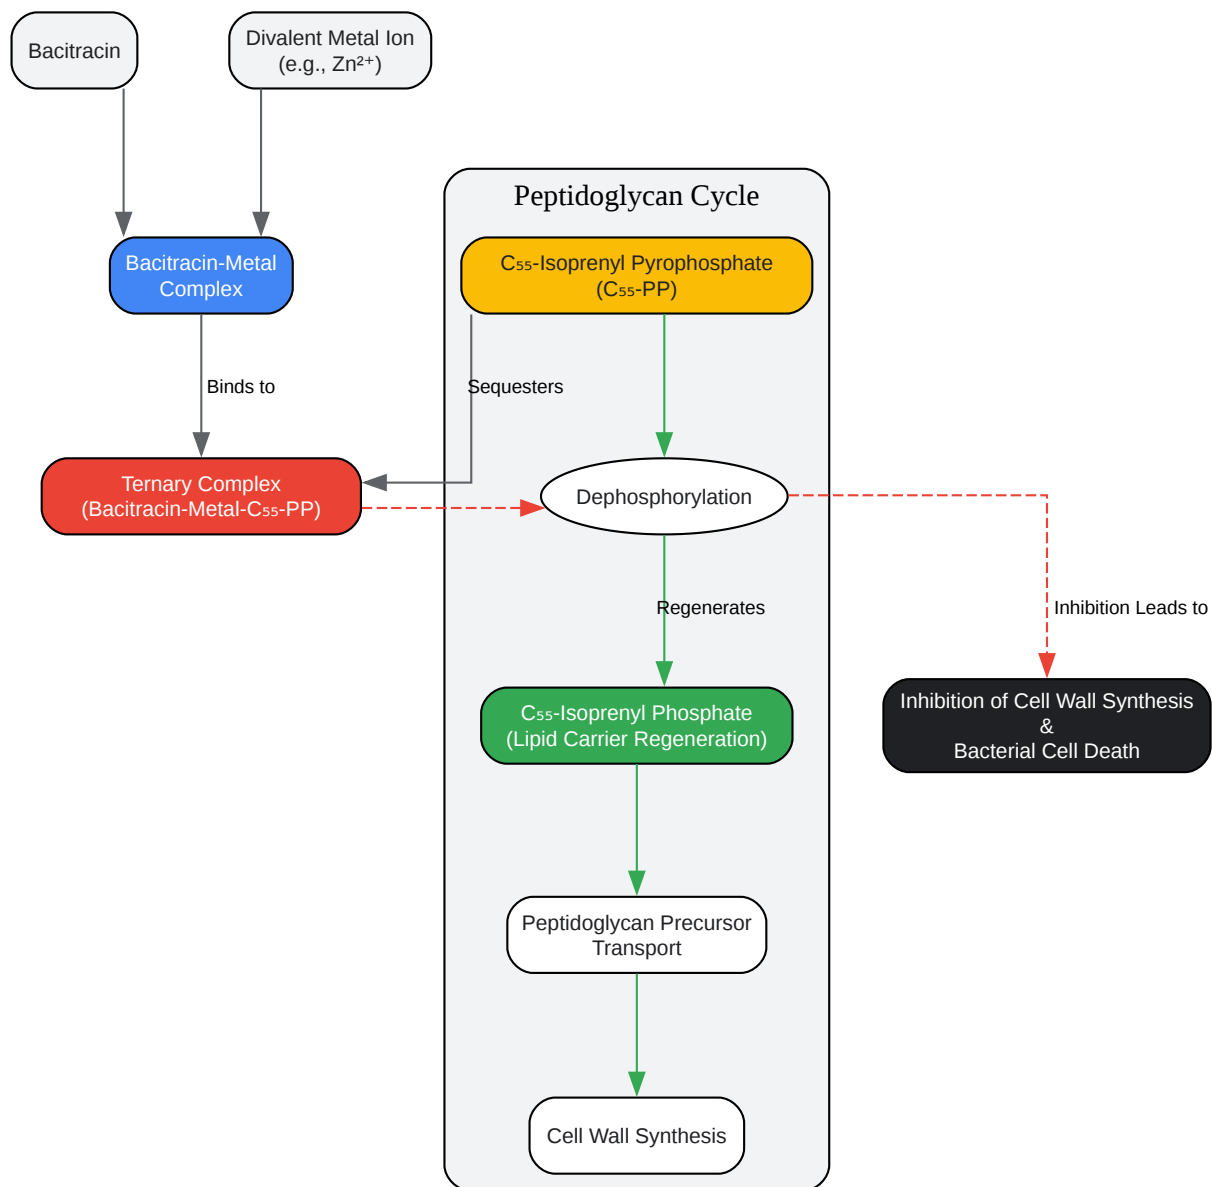 Bacitracin
Divalent Metal Ion
(e.g., Zn²⁺)
Peptidoglycan Cycle
Bacitracin-Metal
Complex
C₅₅-Isoprenyl Pyrophosphate
(C₅₅-PP)
Binds to
Sequesters
Ternary Complex
(Bacitracin-Metal-C₅₅-PP)
Dephosphorylation
Regenerates
Inhibition Leads to
C₅₅-Isoprenyl Phosphate
(Lipid Carrier Regeneration)
Inhibition of Cell Wall Synthesis
&
Bacterial Cell Death
Peptidoglycan Precursor
Transport
Cell Wall Synthesis